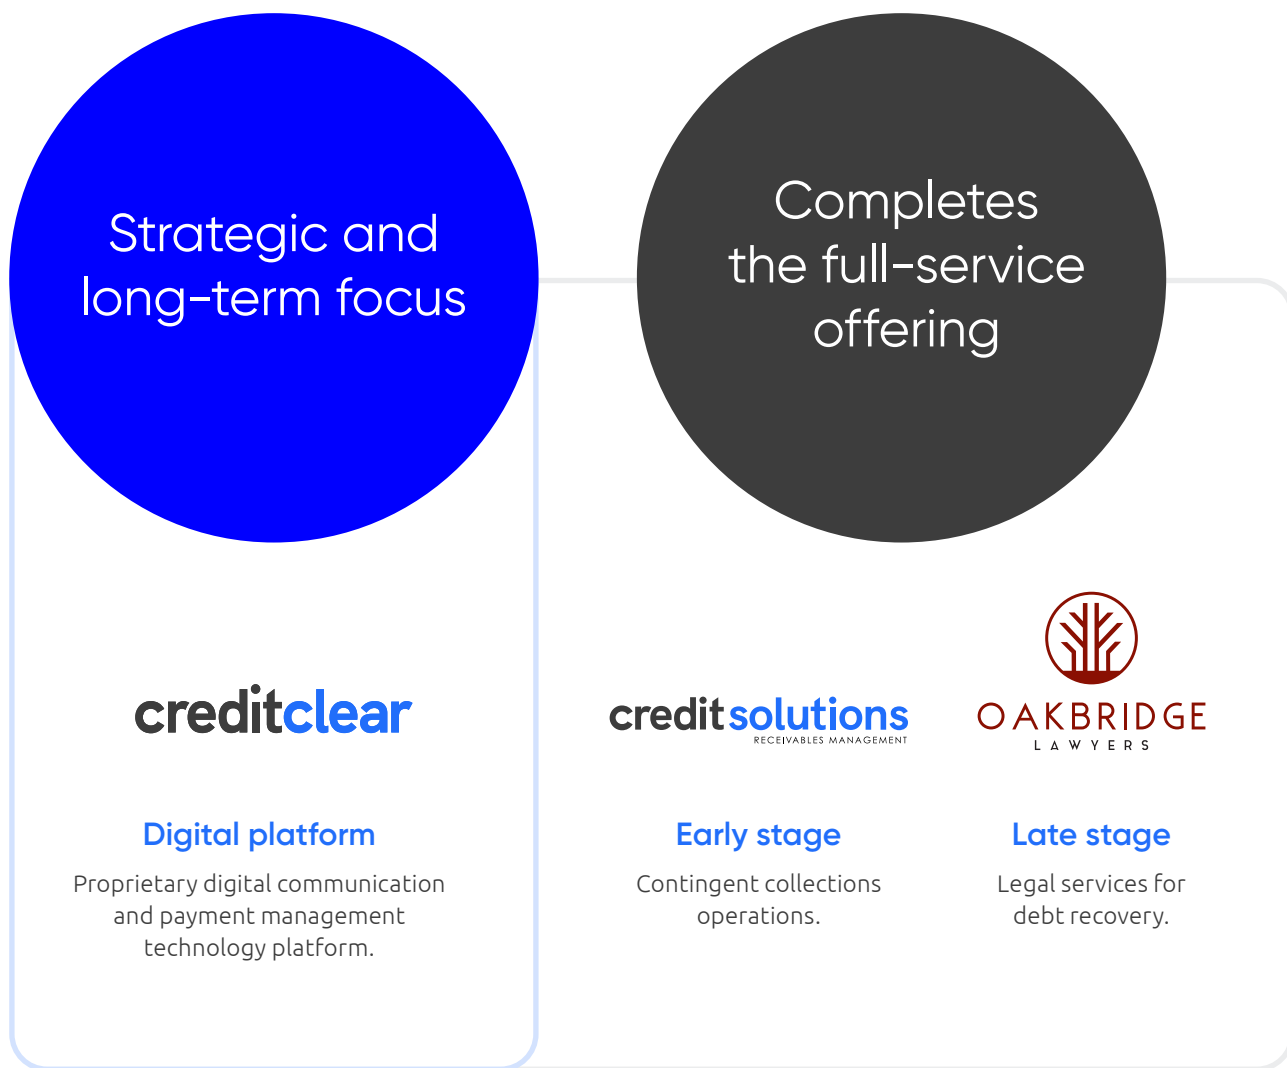 Strategic and
long-term focus
Completes
the full-service
offering
creditclear
Digital platform
Proprietary digital communication
and payment management
technology platform.
creditsolutions
RECEIVABLES MANAGEMENT
Early stage
Contingent collections
operations.
OAKBRIDGE
LAWYERS
Late stage
Legal services for
debt recovery.